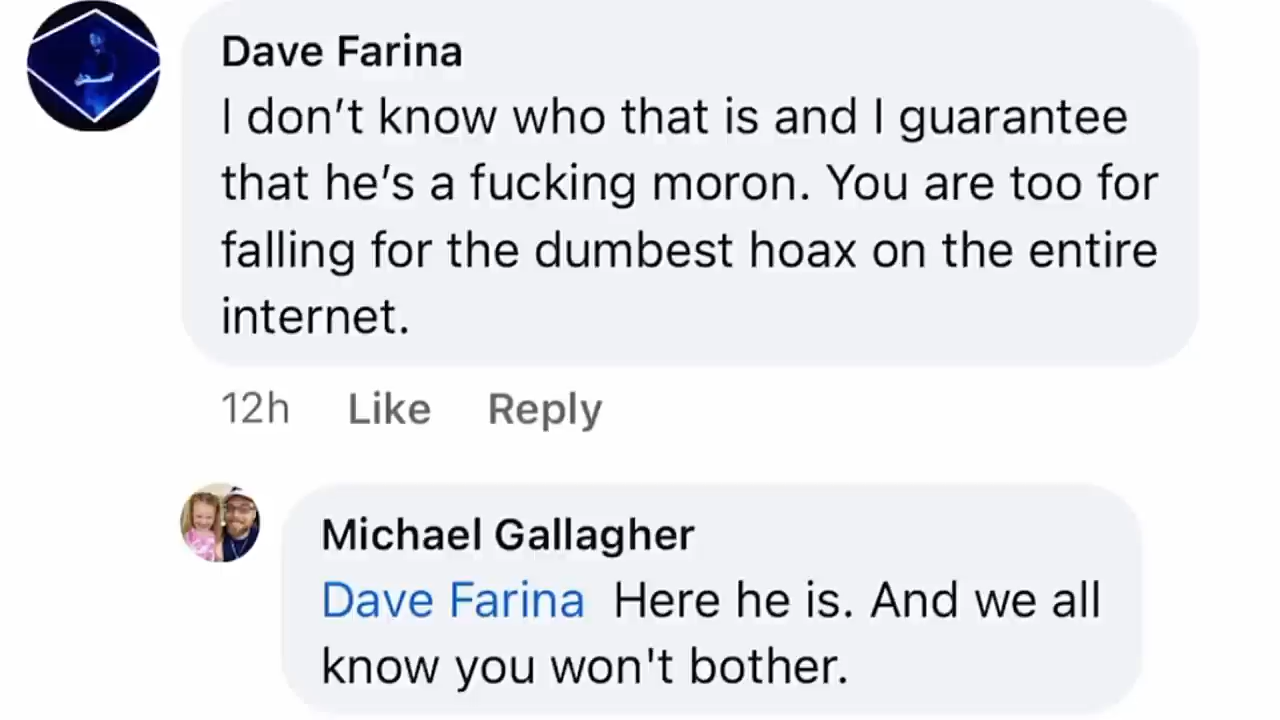 Dave Farina
I don’t know who that is and I guarantee
that he’s a fucking moron. You are too for
falling for the dumbest hoax on the entire
internet.
12h Like Reply
Michael Gallagher
Dave Farina Here he is. And we all
know you won't bother.